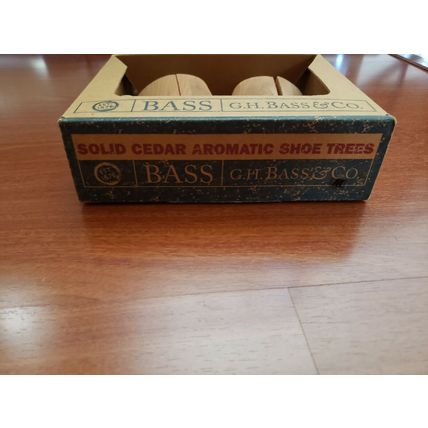 BASS G.H. BASS & CO.
SOLID CEDAR AROMATIC SHOE TREES
BASS G.H. BASS & CO.